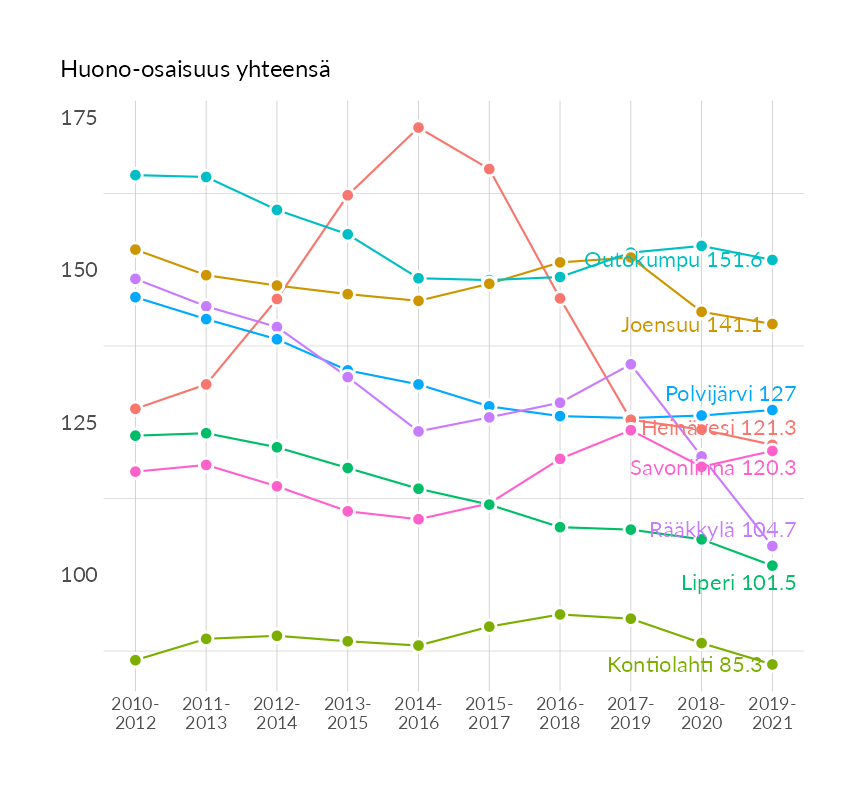 Huono-osaisuus yhteensä
175
150
125
100
Outokumpu 151.6
Joensuu 141.1
Polvijärvi 127
Heinävesi 121.3
Savonlinna 120.3
Rääkkylä 104.7
Liperi 101.5
Kontiolahti 85.3
2010- 2011- 2012- 2013- 2014- 2015- 2016- 2017- 2018- 2019-
2012 2013 2014 2015 2016 2017 2018 2019 2020 2021